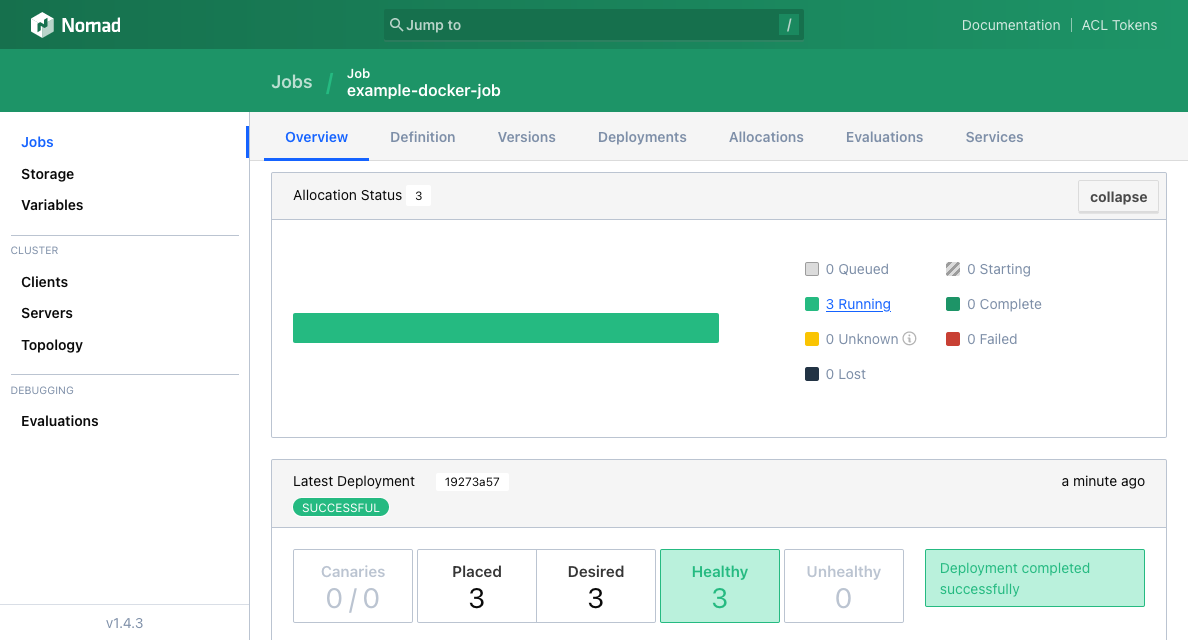 Nomad
Jump to
/
Documentation
ACL Tokens
Jobs / Job
example-docker-job
Jobs
Storage
Variables
CLUSTER
Clients
Servers
Topology
DEBUGGING
Evaluations
v1.4.3
Overview Definition Versions Deployments Allocations Evaluations Services
Allocation Status 3
collapse
0 Queued
0 Starting
3 Running
0 Complete
0 Unknown
0 Failed
0 Lost
Latest Deployment 19273a57
a minute ago
SUCCESSFUL
Canaries
0 / 0
Placed
3
Desired
3
Healthy
3
Unhealthy
0
Deployment completed
successfully